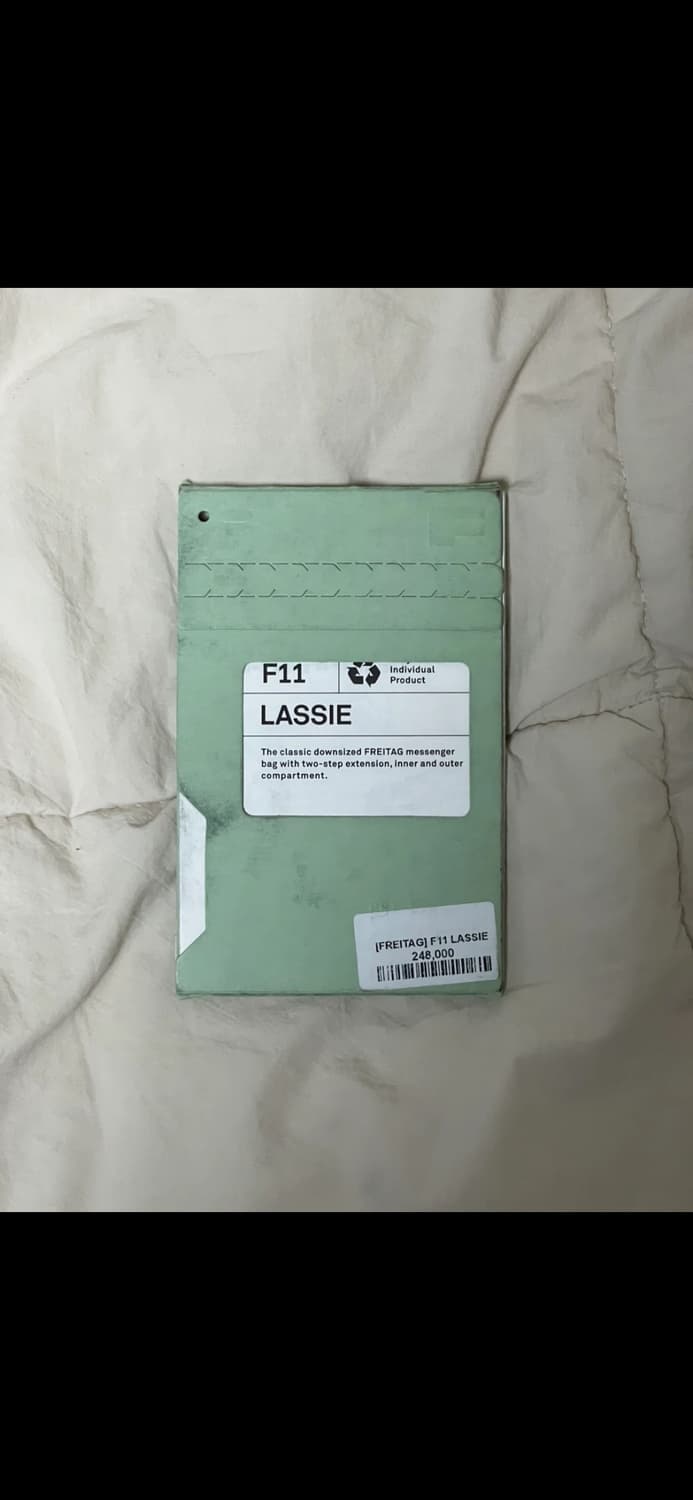 F11
Individual
Product
LASSIE
The classic downsized FREITAG messenger
bag with two-step extension, inner and outer
compartment.
[FREITAG] F11 LASSIE
248,000